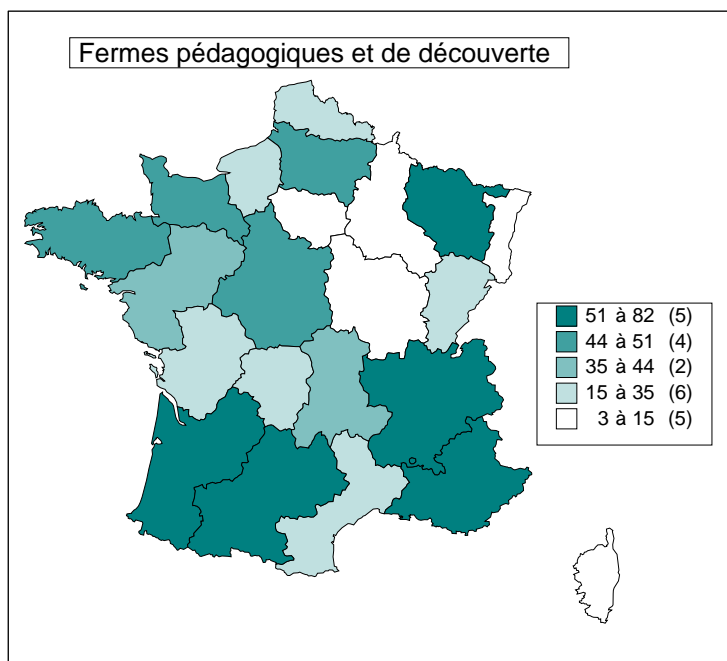 Fermes pédagogiques et de découverte
51 à 82 (5)
44 à 51 (4)
35 à 44 (2)
15 à 35 (6)
3 à 15 (5)